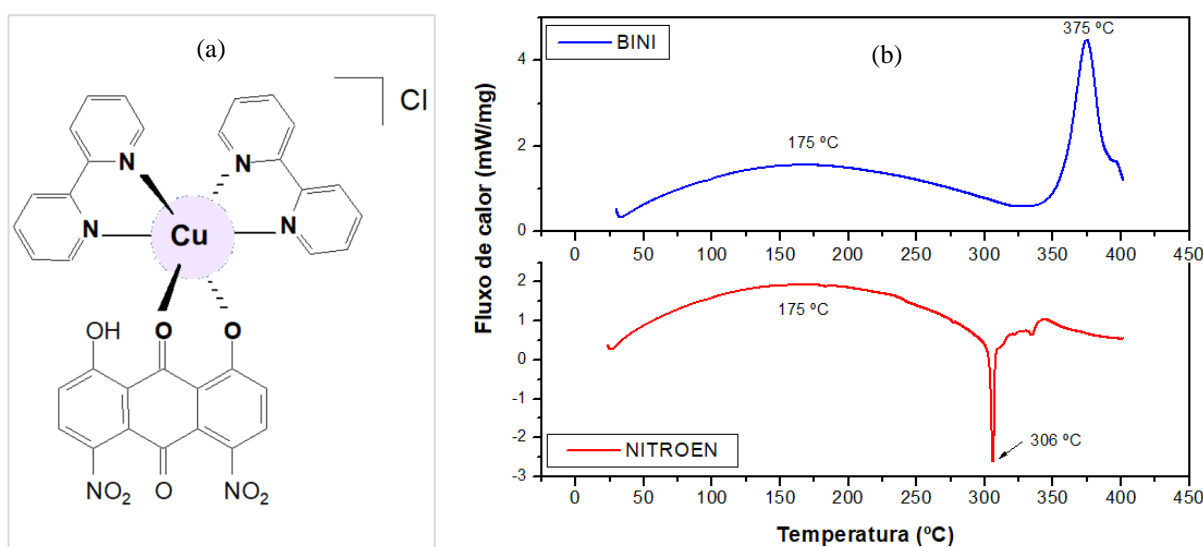 (a)
Cl
N
N
N
N
Cu
OH
O
O
NO2
O
NO2
(b)
BINI
375 ºC
175 ºC
4
2
0
0 50 100 150 200 250 300 350 400 450
Fluxo de calor (mW/mg)
2
1
0
-1
-2
-3
175 ºC
306 ºC
NITROEN
0 50 100 150 200 250 300 350 400 450
Temperatura (ºC)